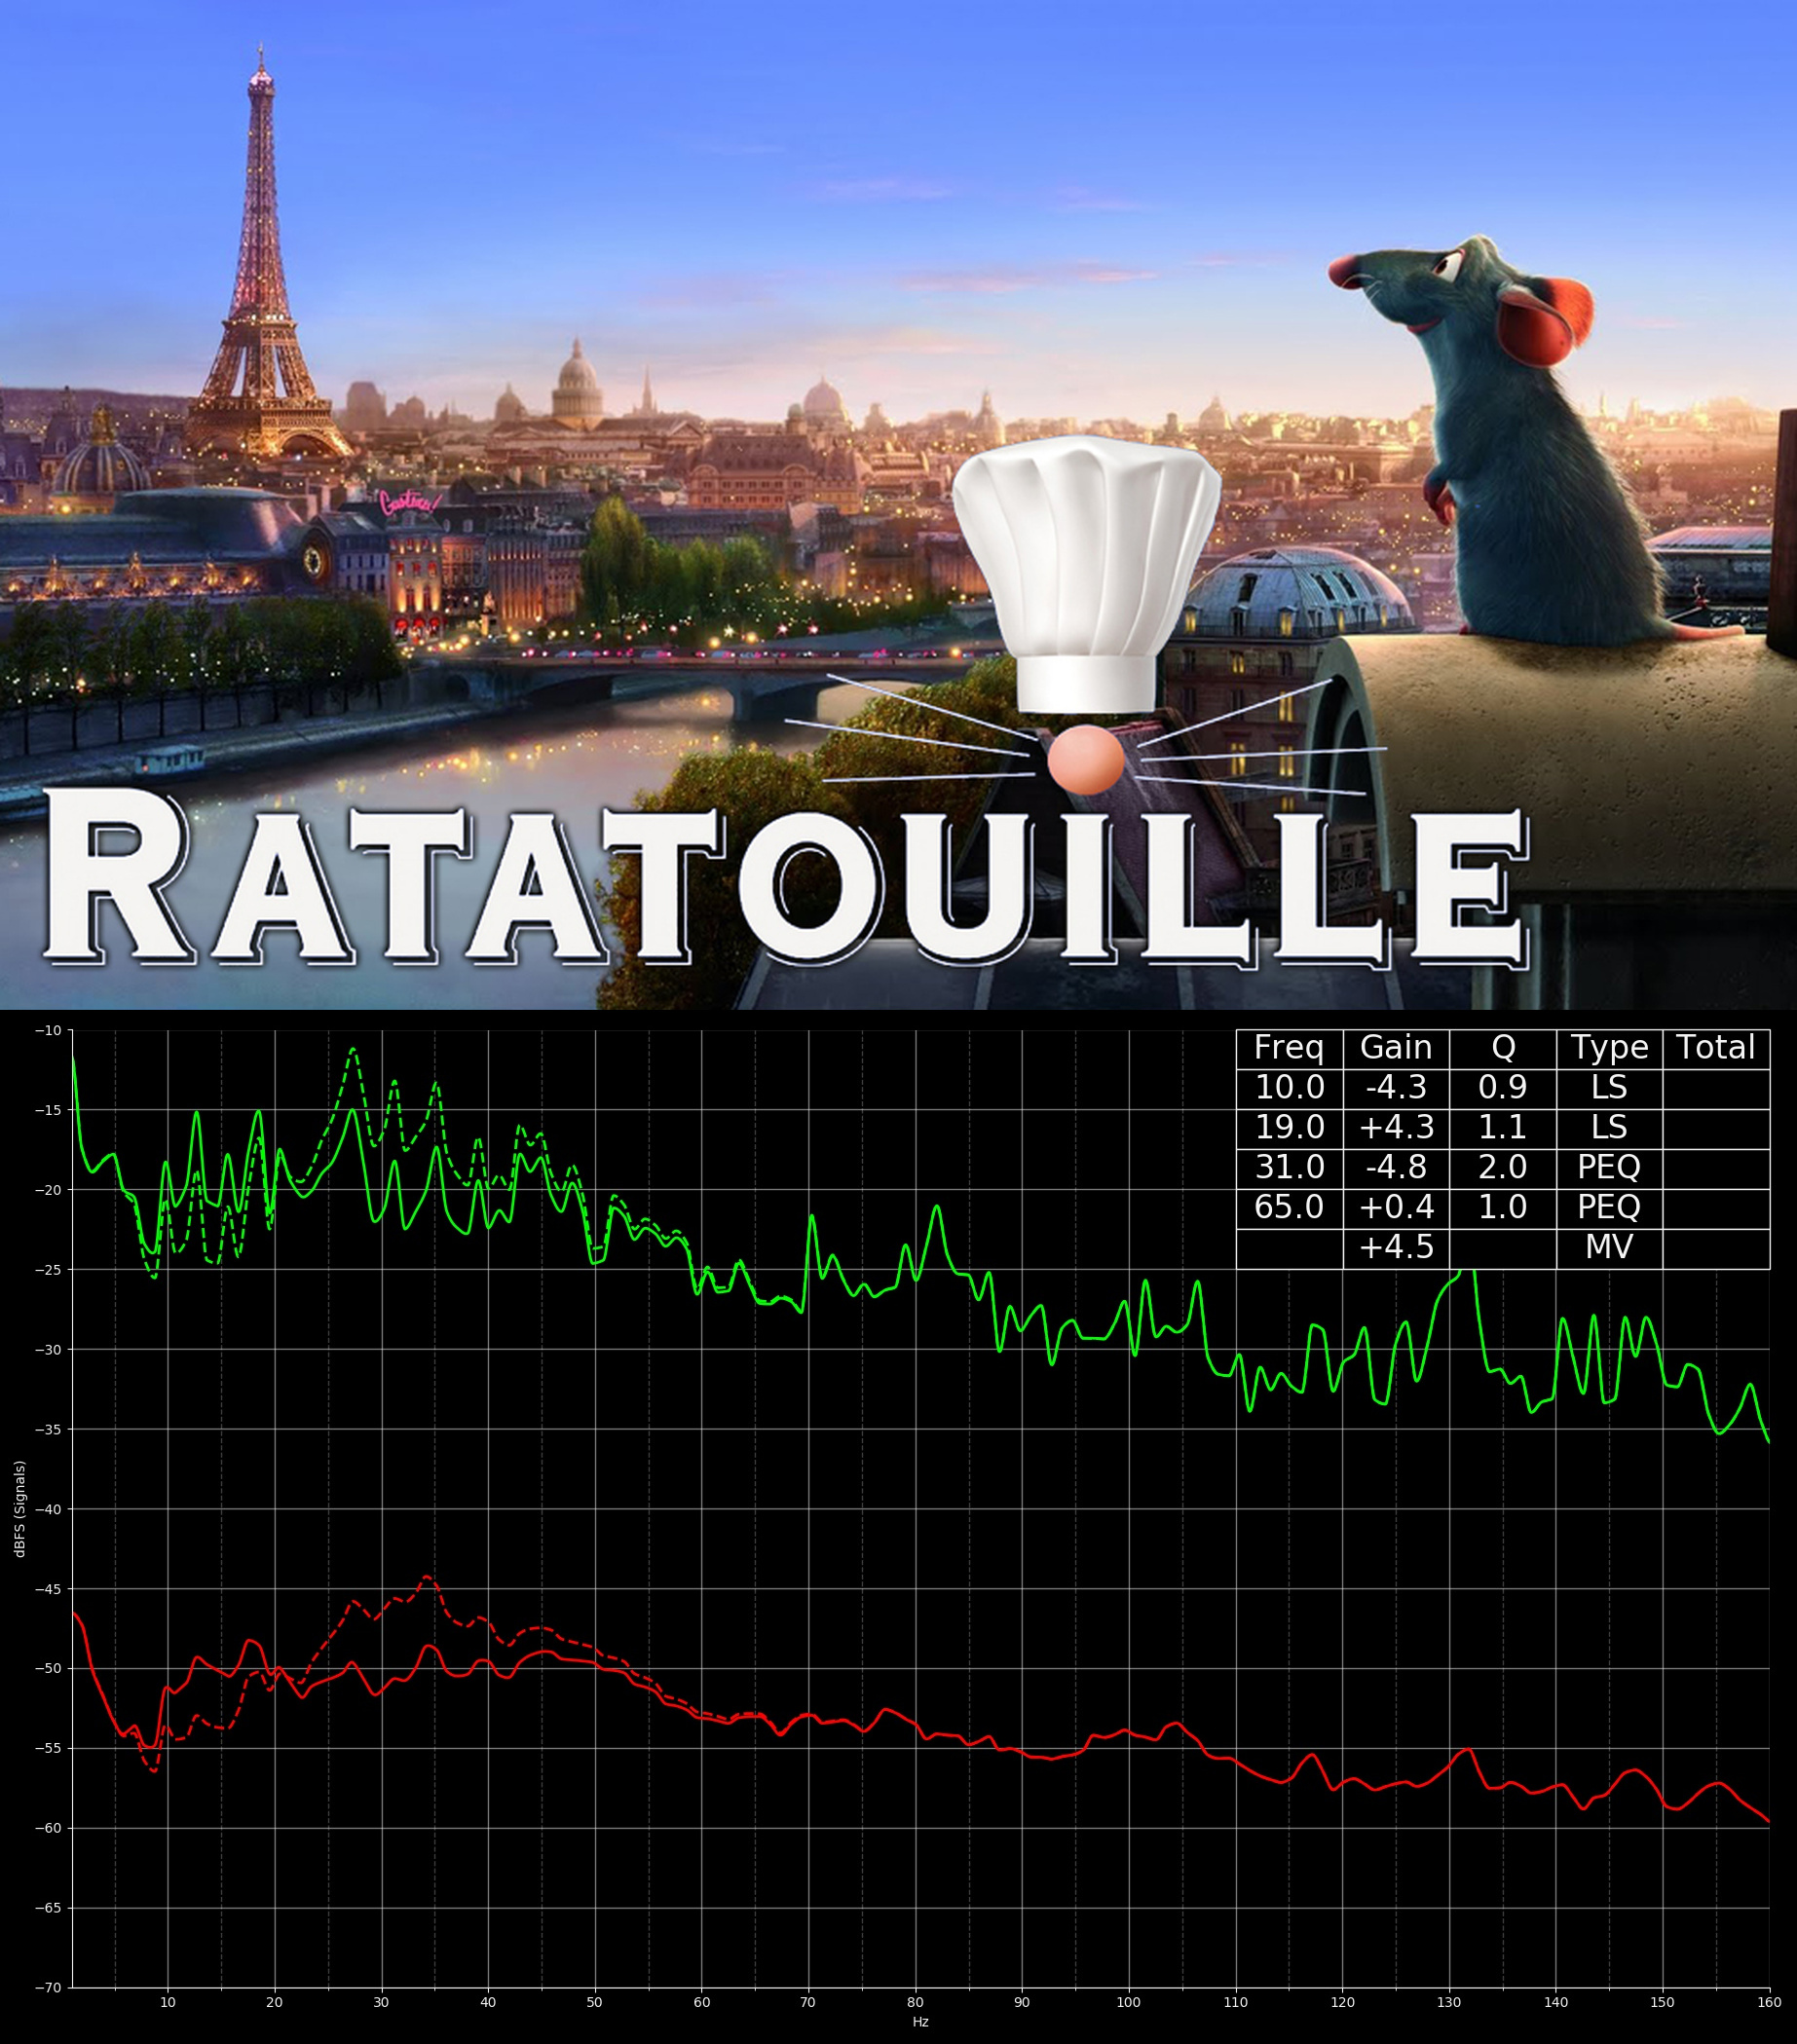 Gusteau!
RATATOUILLE
Freq Gain Q Type Total
10.0 -4.3 0.9 LS
19.0 +4.3 1.1 LS
31.0 -4.8 2.0 PEQ
65.0 +0.4 1.0 PEQ
+4.5 MV
−10
−15
−20
−25
−30
−35
−40
−45
−50
−55
−60
−65
−70
dBFS (Signals)
10 20 30 40 50 60 70 80 90 100 110 120 130 140 150 160
Hz